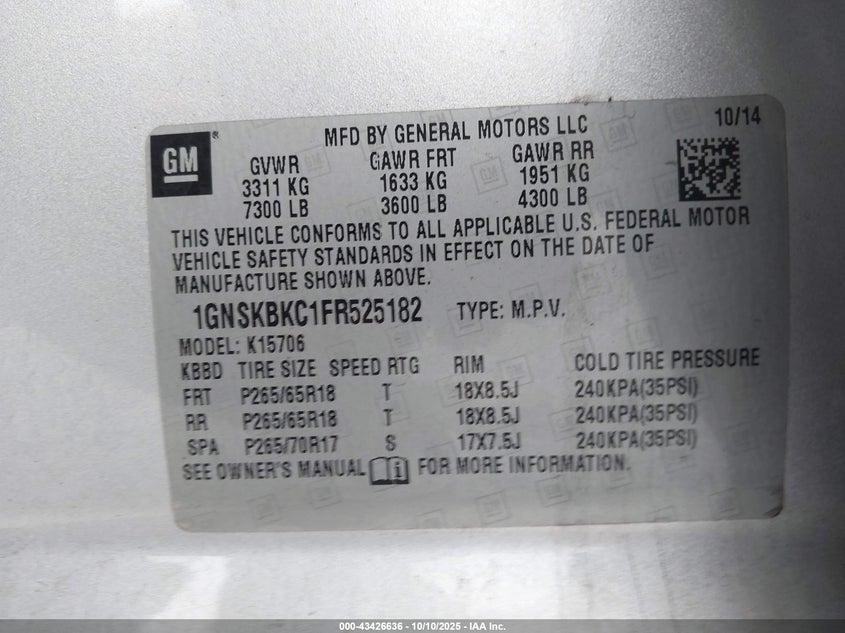 GM ®
MFD BY GENERAL MOTORS LLC 10/14
GVWR GAWR FRT GAWR RR
3311 KG 1633 KG 1951 KG
7300 LB 3600 LB 4300 LB
THIS VEHICLE CONFORMS TO ALL APPLICABLE U.S. FEDERAL MOTOR
VEHICLE SAFETY STANDARDS IN EFFECT ON THE DATE OF
MANUFACTURE SHOWN ABOVE.
1GNSKBKC1FR525182 TYPE: M.P.V.
MODEL: K15706
KBBD TIRE SIZE SPEED RTG RIM COLD TIRE PRESSURE
FRT P265/65R18 T 18X8.5J 240KPA(35PSI)
RR P265/65R18 T 18X8.5J 240KPA(35PSI)
SPA P265/70R17 S 17X7.5J 240KPA(35PSI)
SEE OWNER'S MANUAL i FOR MORE INFORMATION.
000-43426636 - 10/10/2025 - IAA Inc.